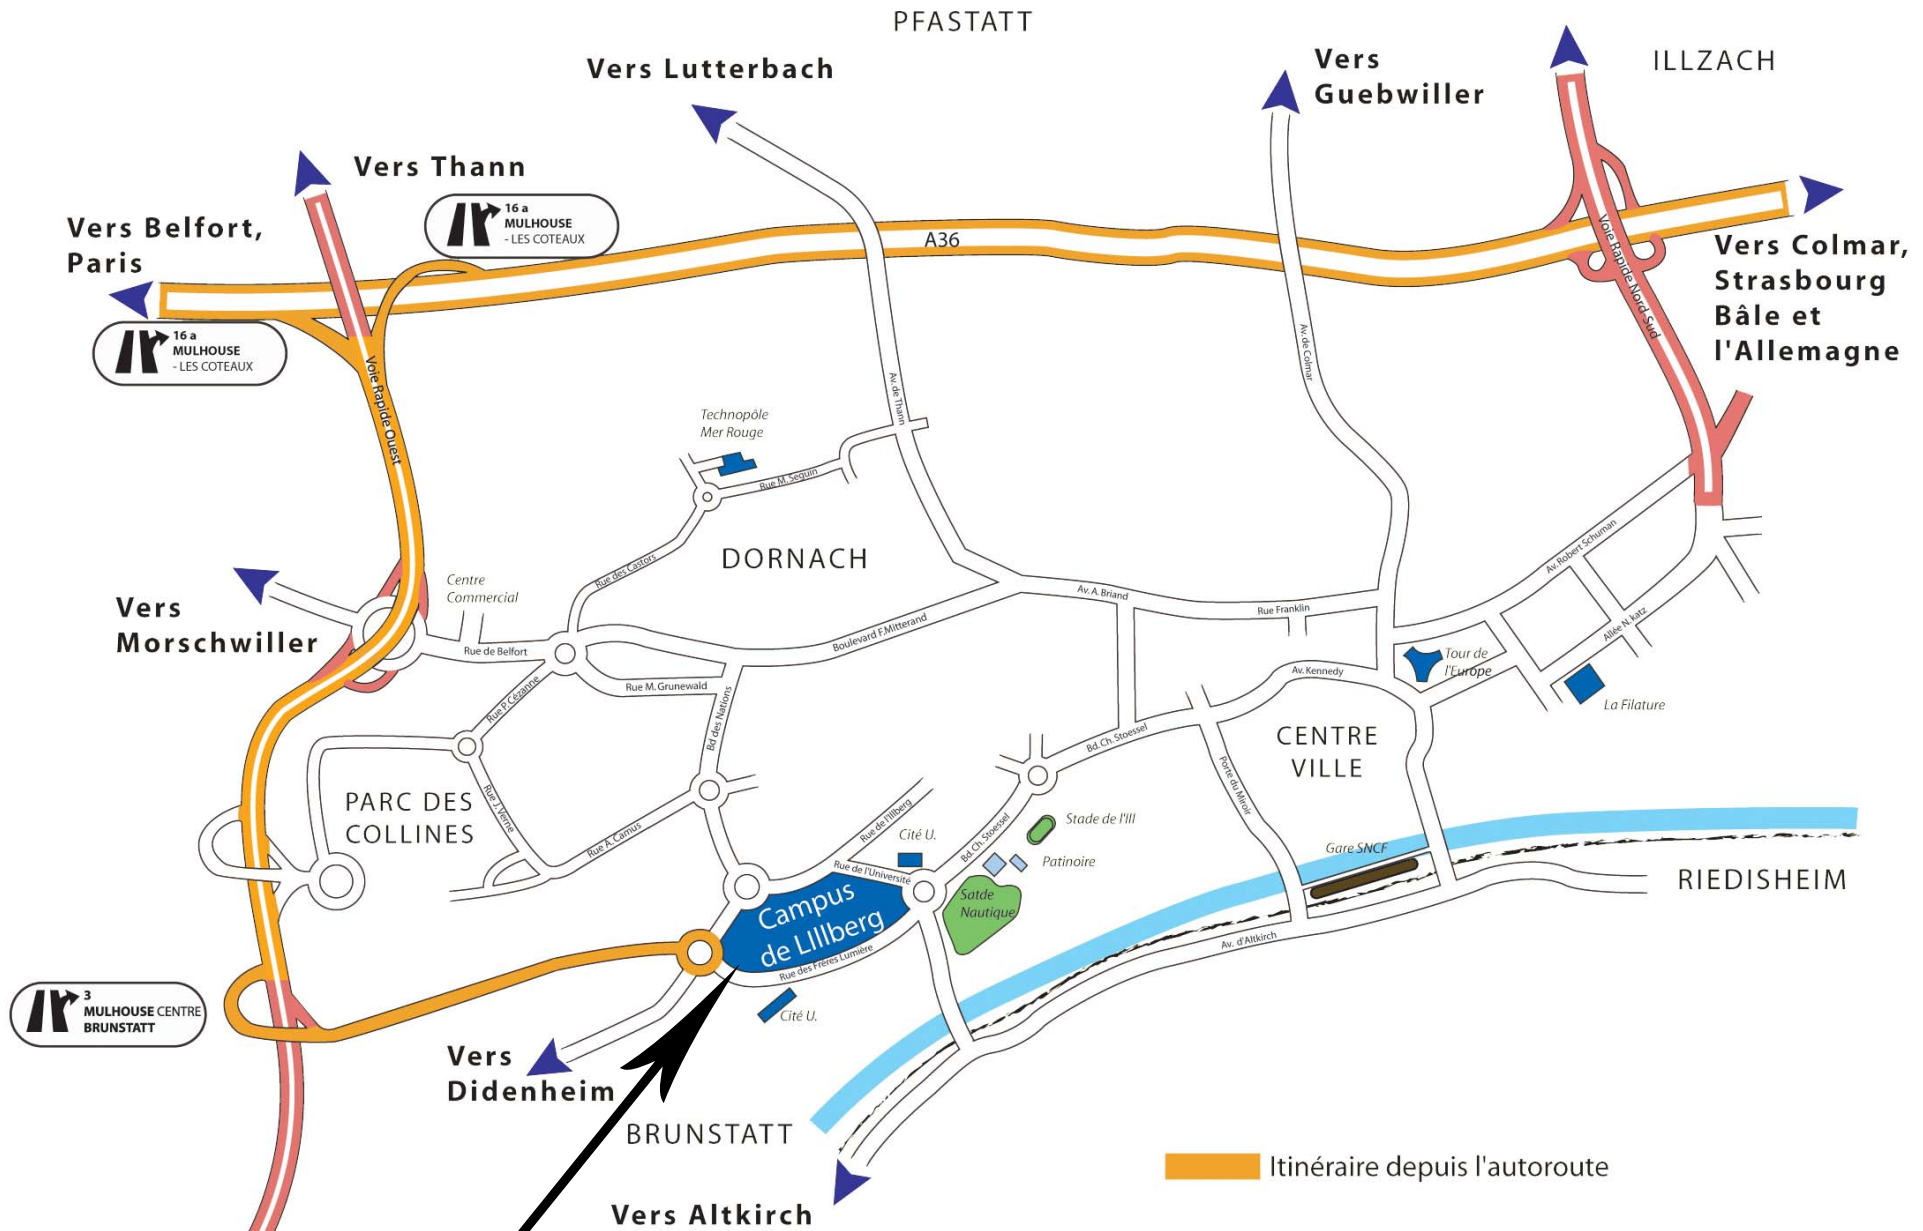 PFASTATT
Vers Lutterbach
Vers
Guebwiller
ILLZACH
Vers Thann
16 a
MULHOUSE
- LES COTEAUX
Vers Belfort,
Paris
A36
Voie Rapide Nord-Sud
Vers Colmar,
Strasbourg
Bâle et
l'Allemagne
16 a
MULHOUSE
- LES COTEAUX
Voie Rapide Ouest
Av. de Thann
Av. de Colmar
Technopôle
Mer Rouge
Rue M. Seguin
DORNACH
Rue des Castors
Av. Robert Schuman
Centre
Commercial
Vers
Morschwiller
Av. A. Briand
Rue Franklin
Allée N. katz
Boulevard F.Mitterand
Rue de Belfort
Tour de
l'Europe
Av. Kennedy
Rue M. Grunewald
Rue P. Cézanne
La Filature
Bd des Nations
Bd. Ch. Stoessel
CENTRE
VILLE
Porte du Miroir
PARC DES
COLLINES
Rue J. Verne
Rue A. Camus
Rue de l'Illberg
Cité U.
Bd. Ch. Stoessel
Stade de l'Ill
Patinoire
Gare SNCF
Rue de l'Université
RIEDISHEIM
Satde
Nautique
Campus
de LIllberg
Rue des Frères Lumière
Av. d'Altkirch
3
MULHOUSE CENTRE
BRUNSTATT
Cité U.
Vers
Didenheim
BRUNSTATT
Itinéraire depuis l'autoroute
Vers Altkirch